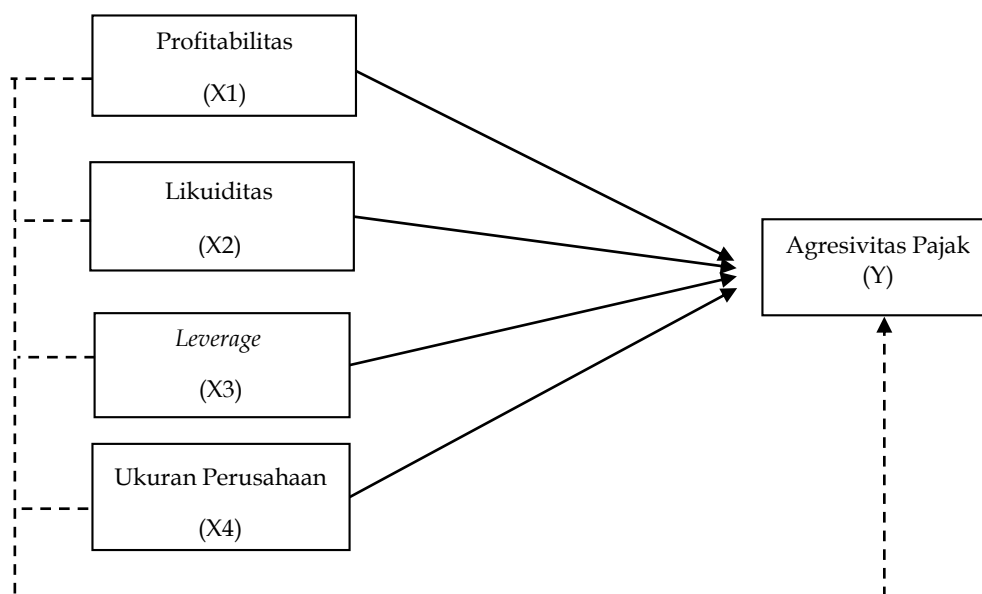 Profitabilitas
(X1)
Likuiditas
(X2)
Leverage
(X3)
Ukuran Perusahaan
(X4)
Agresivitas Pajak
(Y)